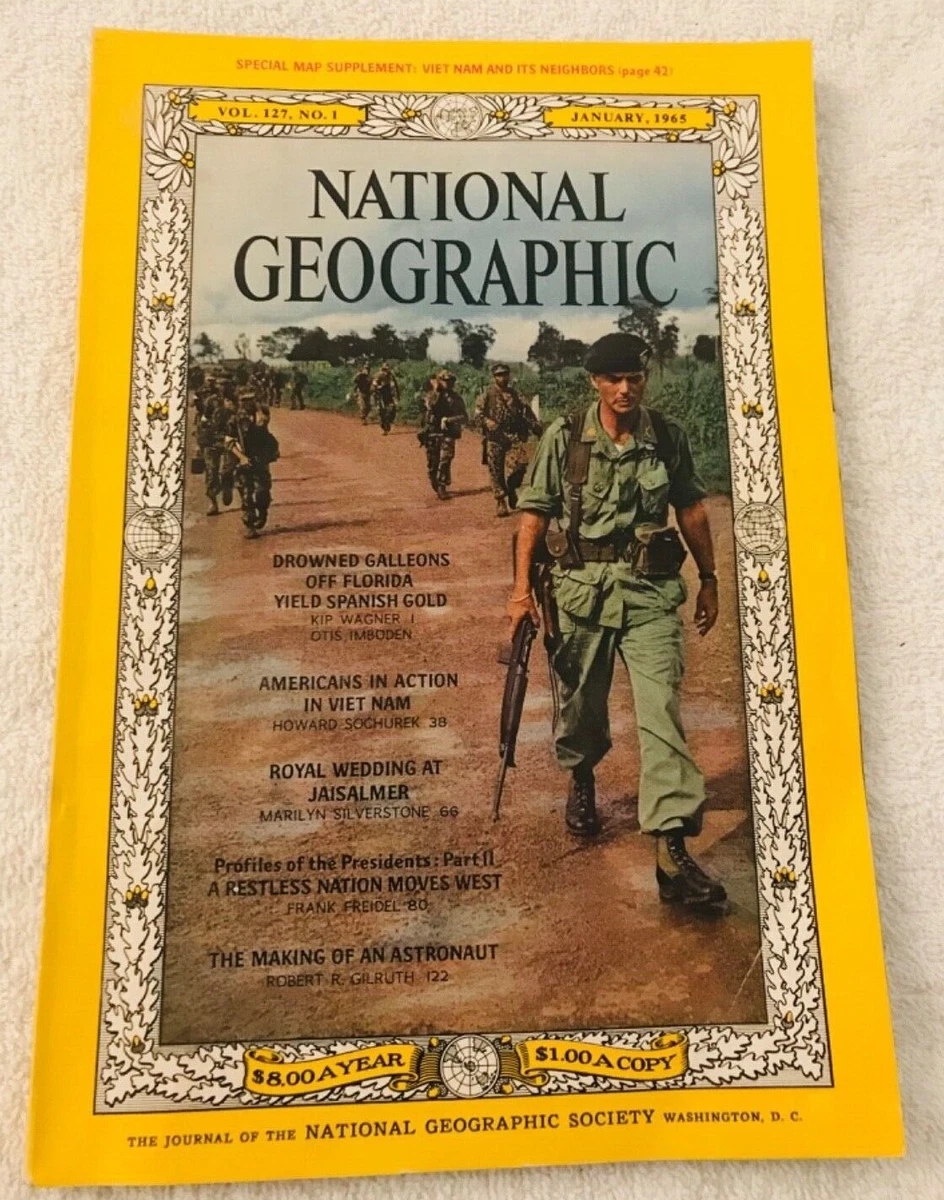 SPECIAL MAP SUPPLEMENT: VIET NAM AND ITS NEIGHBORS (page 42)
VOL. 127, NO. 1
JANUARY, 1965
NATIONAL
GEOGRAPHIC
DROWNED GALLEONS
OFF FLORIDA
YIELD SPANISH GOLD
KIP WAGNER 1
OTIS IMBODEN
AMERICANS IN ACTION
IN VIET NAM
HOWARD SOCHUREK 38
ROYAL WEDDING AT
JAISALMER
MARILYN SILVERSTONE 66
Profiles of the Presidents: Part II
A RESTLESS NATION MOVES WEST
FRANK FREIDEL 80
THE MAKING OF AN ASTRONAUT
ROBERT R. GILRUTH 122
$8.00 A YEAR
$1.00 A COPY
THE JOURNAL OF THE NATIONAL GEOGRAPHIC SOCIETY WASHINGTON, D. C.